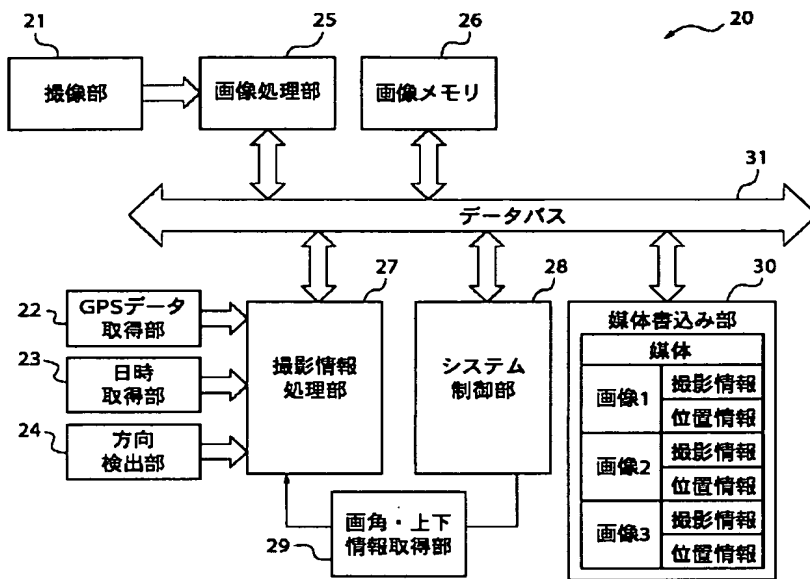 20
21
撮像部
25
画像処理部
26
画像メモリ
31
データバス
22
GPSデータ
取得部
23
日時
取得部
24
方向
検出部
27
撮影情報
処理部
28
システム
制御部
29
画角・上下
情報取得部
30
媒体書込み部
媒体
画像1
撮影情報
位置情報
画像2
撮影情報
位置情報
画像3
撮影情報
位置情報